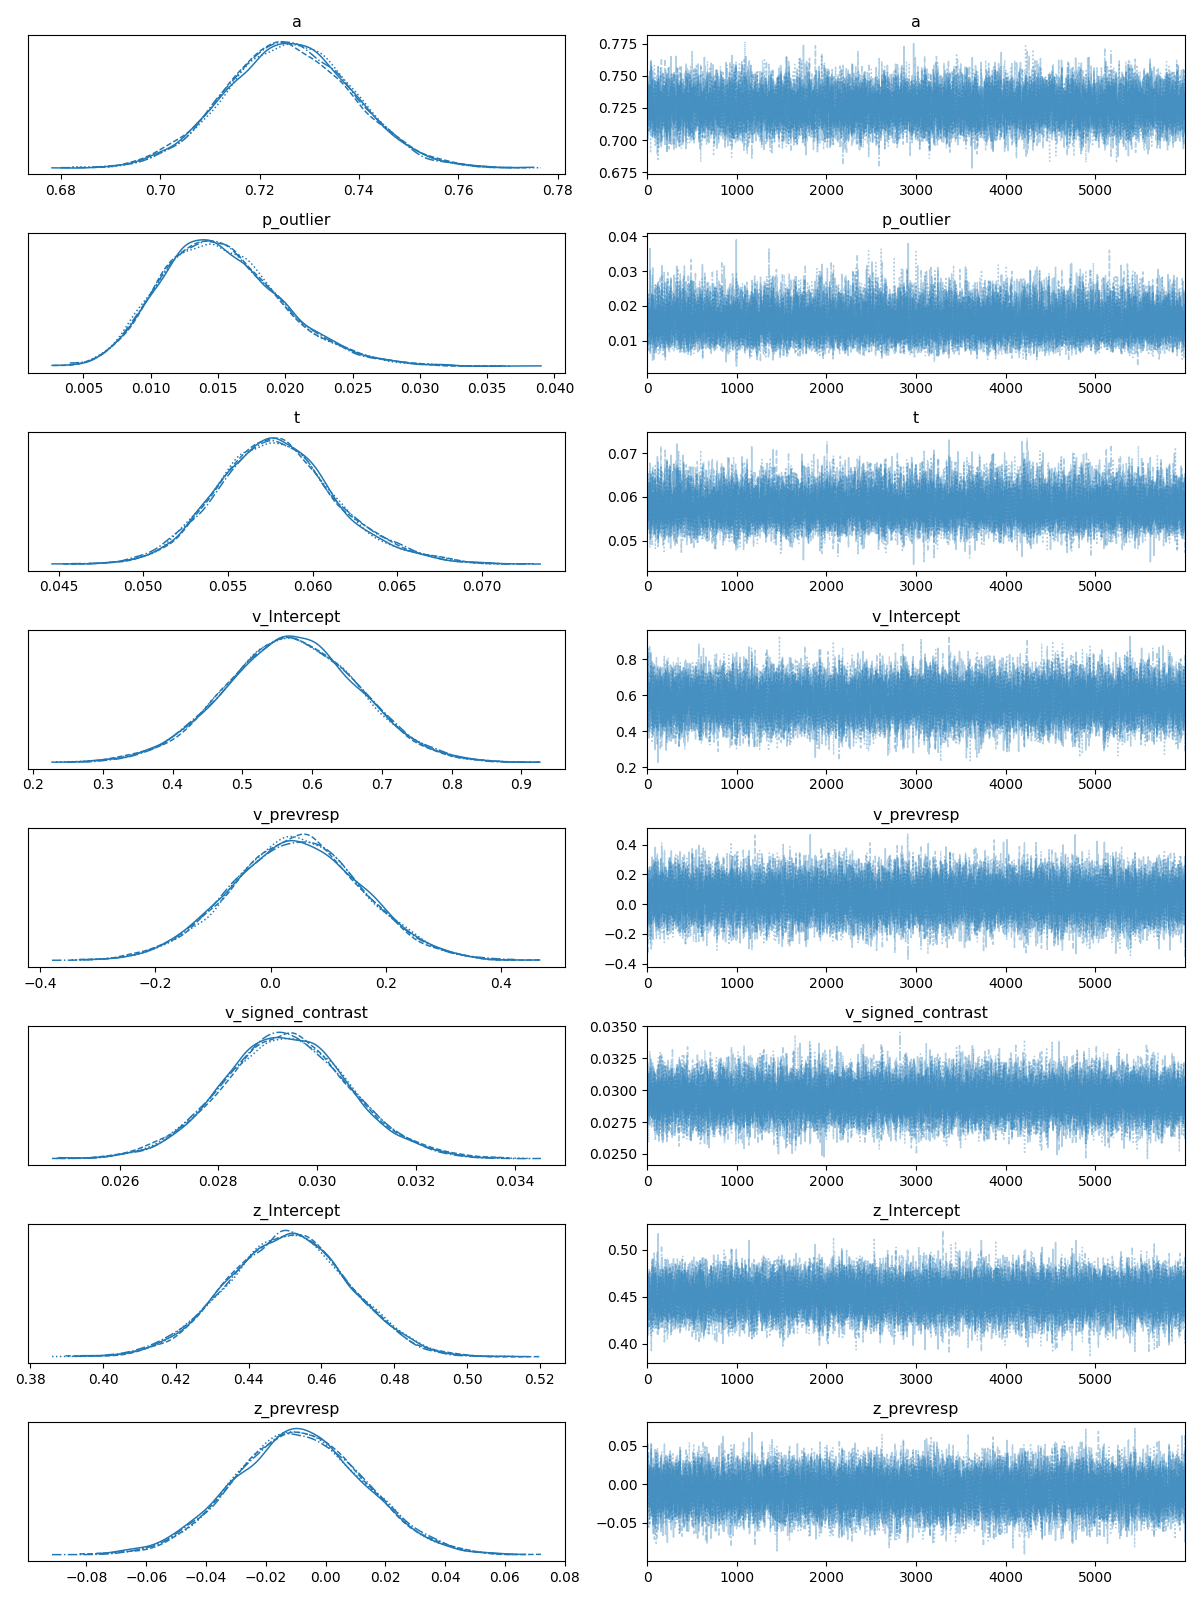 a a
0.775
0.750
0.725
0.700
0.675
0.68 0.70 0.72 0.74 0.76 0.78 0 1000 2000 3000 4000 5000
p_outlier p_outlier
0.04
0.03
0.02
0.01
0.005 0.010 0.015 0.020 0.025 0.030 0.035 0.040 0 1000 2000 3000 4000 5000
t t
0.07
0.06
0.05
0.045 0.050 0.055 0.060 0.065 0.070 0 1000 2000 3000 4000 5000
v_Intercept v_Intercept
0.8
0.6
0.4
0.2
0.2 0.3 0.4 0.5 0.6 0.7 0.8 0.9 0 1000 2000 3000 4000 5000
v_prevresp v_prevresp
0.4
0.2
0.0
−0.2
−0.4
−0.4 −0.2 0.0 0.2 0.4 0 1000 2000 3000 4000 5000
v_signed_contrast v_signed_contrast
0.0350
0.0325
0.0300
0.0275
0.0250
0.026 0.028 0.030 0.032 0.034 0 1000 2000 3000 4000 5000
z_Intercept z_Intercept
0.50
0.45
0.40
0.38 0.40 0.42 0.44 0.46 0.48 0.50 0.52 0 1000 2000 3000 4000 5000
z_prevresp z_prevresp
0.05
0.00
−0.05
−0.08 −0.06 −0.04 −0.02 0.00 0.02 0.04 0.06 0.08 0 1000 2000 3000 4000 5000